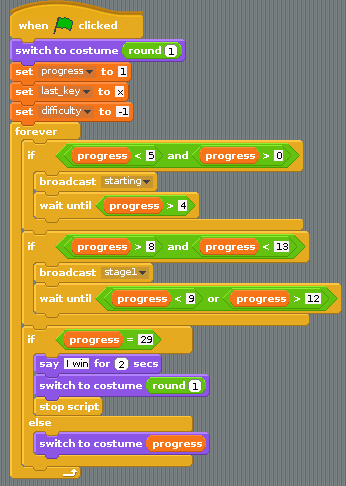 when clicked
switch to costume round 1
set progress to 1
set last_key to x
set difficulty to -1
forever
if progress < 5 and progress > 0
broadcast starting
wait until progress > 4
if progress > 8 and progress < 13
broadcast stage1
wait until progress < 9 or progress > 12
if progress = 29
say I win for 2 secs
switch to costume round 1
stop script
else
switch to costume progress